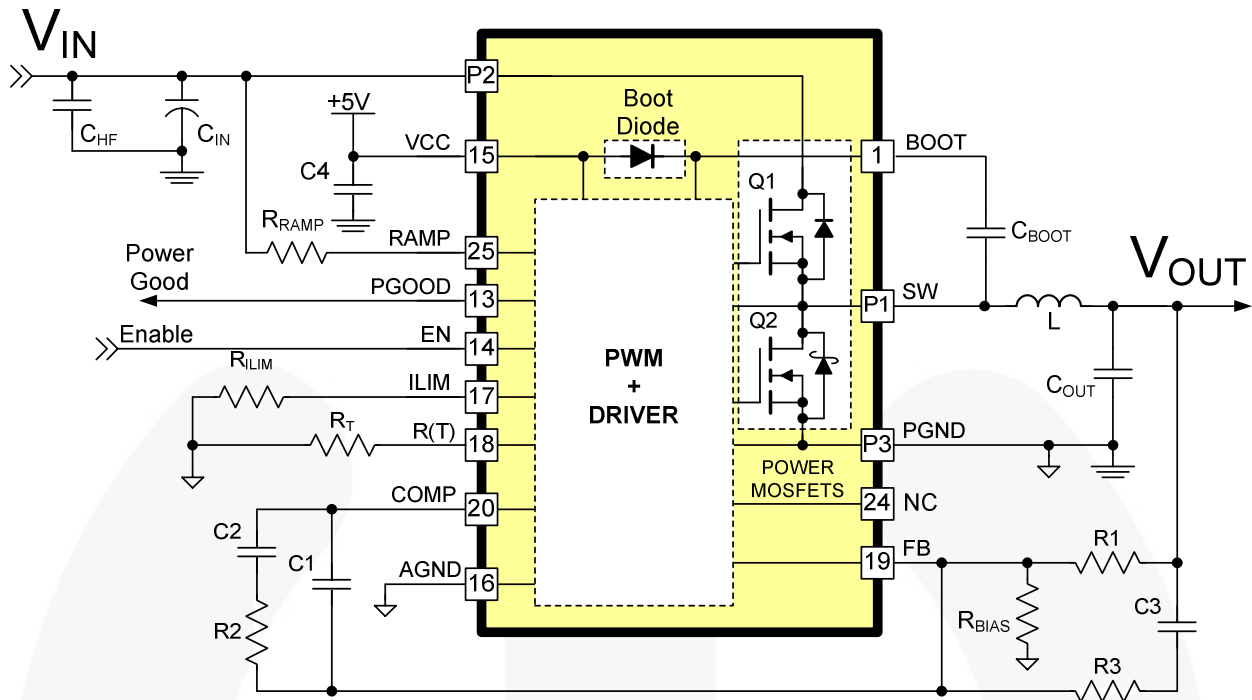 VIN
P2
CHF
CIN
+5V
VCC
15
C4
Boot
Diode
1
BOOT
Q1
CBOOT
RRAMP
RAMP
25
Power
Good
PGOOD
13
VOUT
P1
SW
L
Enable
EN
14
Q2
PWM
+
DRIVER
RILIM
ILIM
17
COUT
RT
R(T)
18
P3
PGND
POWER
MOSFETS
COMP
20
24
NC
C2
C1
AGND
16
19
FB
R1
R2
RBIAS
C3
R3